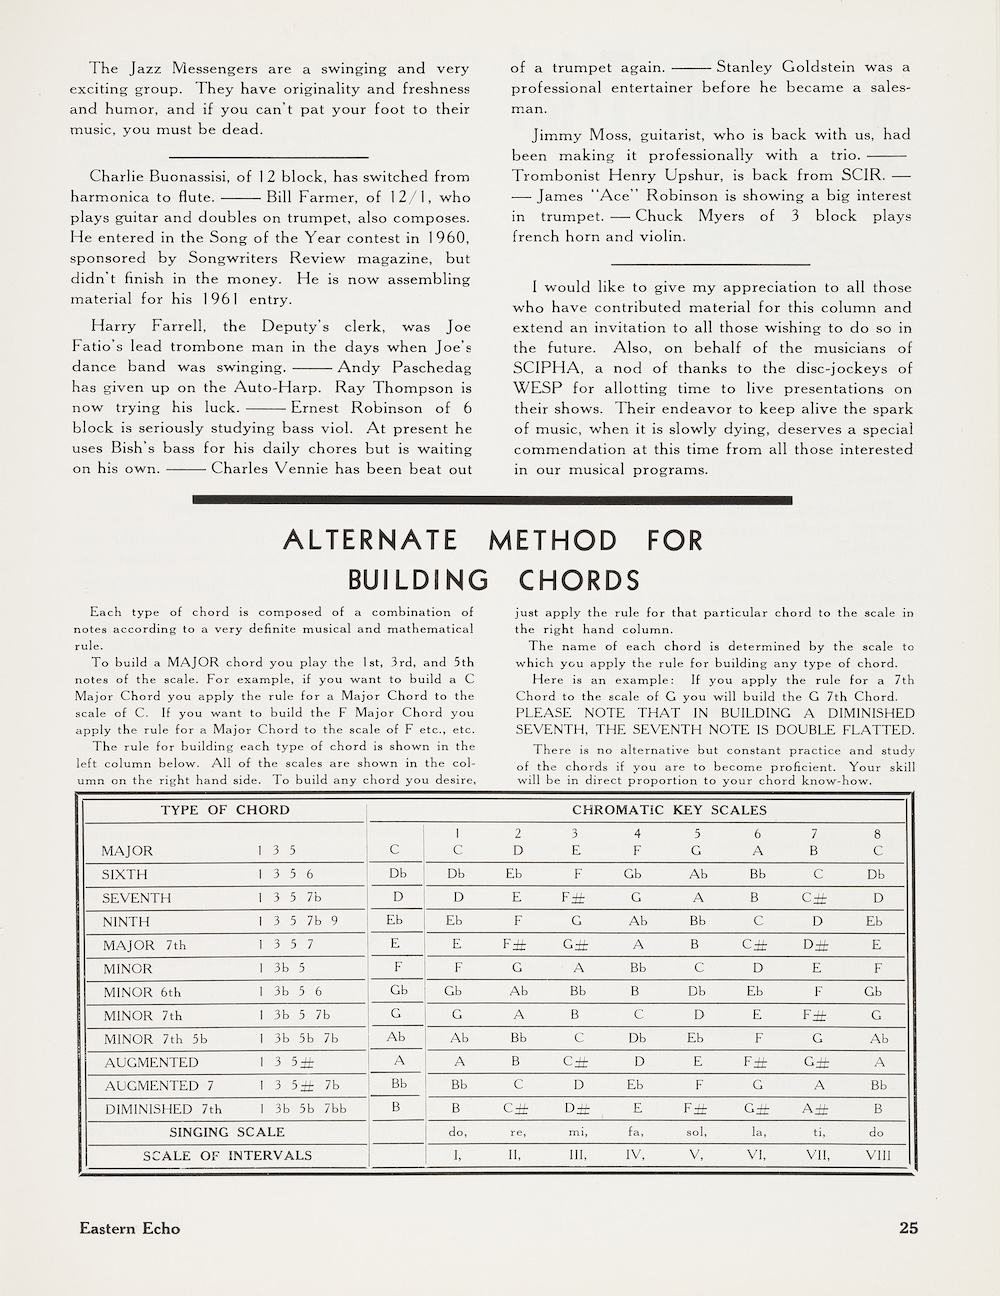 The Jazz Messengers are a swinging and very
exciting group. They have originality and freshness
and humor, and if you can't pat your foot to their
music, you must be dead.
Charlie Buonassisi, of 12 block, has switched from
harmonica to flute. —— Bill Farmer, of 12/1, who
plays guitar and doubles on trumpet, also composes.
He entered in the Song of the Year contest in 1960,
sponsored by Songwriters Review magazine, but
didn't finish in the money. He is now assembling
material for his 1961 entry.
Harry Farrell, the Deputy's clerk, was Joe
Fatio's lead trombone man in the days when Joe's
dance band was swinging. —— Andy Paschedag
has given up on the Auto-Harp. Ray Thompson is
now trying his luck. —— Ernest Robinson of 6
block is seriously studying bass viol. At present he
uses Bish's bass for his daily chores but is waiting
on his own. —— Charles Vennie has been beat out
of a trumpet again. —— Stanley Goldstein was a
professional entertainer before he became a sales-
man.
Jimmy Moss, guitarist, who is back with us, had
been making it professionally with a trio. ——
Trombonist Henry Upshur, is back from SCIR. —
— James "Ace" Robinson is showing a big interest
in trumpet. — Chuck Myers of 3 block plays
french horn and violin.
I would like to give my appreciation to all those
who have contributed material for this column and
extend an invitation to all those wishing to do so in
the future. Also, on behalf of the musicians of
SCIPHA, a nod of thanks to the disc-jockeys of
WESP for allotting time to live presentations on
their shows. Their endeavor to keep alive the spark
of music, when it is slowly dying, deserves a special
commendation at this time from all those interested
in our musical programs.
ALTERNATE METHOD FOR
BUILDING CHORDS
Each type of chord is composed of a combination of
notes according to a very definite musical and mathematical
rule.
To build a MAJOR chord you play the 1st, 3rd, and 5th
notes of the scale. For example, if you want to build a C
Major Chord you apply the rule for a Major Chord to the
scale of C. If you want to build the F Major Chord you
apply the rule for a Major Chord to the scale of F etc., etc.
The rule for building each type of chord is shown in the
left column below. All of the scales are shown in the col-
umn on the right hand side. To build any chord you desire,
just apply the rule for that particular chord to the scale in
the right hand column.
The name of each chord is determined by the scale to
which you apply the rule for building any type of chord.
Here is an example: If you apply the rule for a 7th
Chord to the scale of G you will build the G 7th Chord.
PLEASE NOTE THAT IN BUILDING A DIMINISHED
SEVENTH, THE SEVENTH NOTE IS DOUBLE FLATTED.
There is no alternative but constant practice and study
of the chords if you are to become proficient. Your skill
will be in direct proportion to your chord know-how.
TYPE OF CHORD CHROMATIC KEY SCALES
1 2 3 4 5 6 7 8
MAJOR 1 3 5 C C D E F G A B C
SIXTH 1 3 5 6 Db Db Eb F Gb Ab Bb C Db
SEVENTH 1 3 5 7b D D E F# G A B C# D
NINTH 1 3 5 7b 9 Eb Eb F G Ab Bb C D Eb
MAJOR 7th 1 3 5 7 E E F# G# A B C# D# E
MINOR 1 3b 5 F F G A Bb C D E F
MINOR 6th 1 3b 5 6 Gb Gb Ab Bb B Db Eb F Gb
MINOR 7th 1 3b 5 7b G G A B C D E F# G
MINOR 7th 5b 1 3b 5b 7b Ab Ab Bb C Db Eb F G Ab
AUGMENTED 1 3 5# A A B C# D E F# G# A
AUGMENTED 7 1 3 5# 7b Bb Bb C D Eb F G A Bb
DIMINISHED 7th 1 3b 5b 7bb B B C# D# E F# G# A# B
SINGING SCALE do, re, mi, fa, sol, la, ti, do
SCALE OF INTERVALS I, II, III, IV, V, VI, VII, VIII
Eastern Echo 25